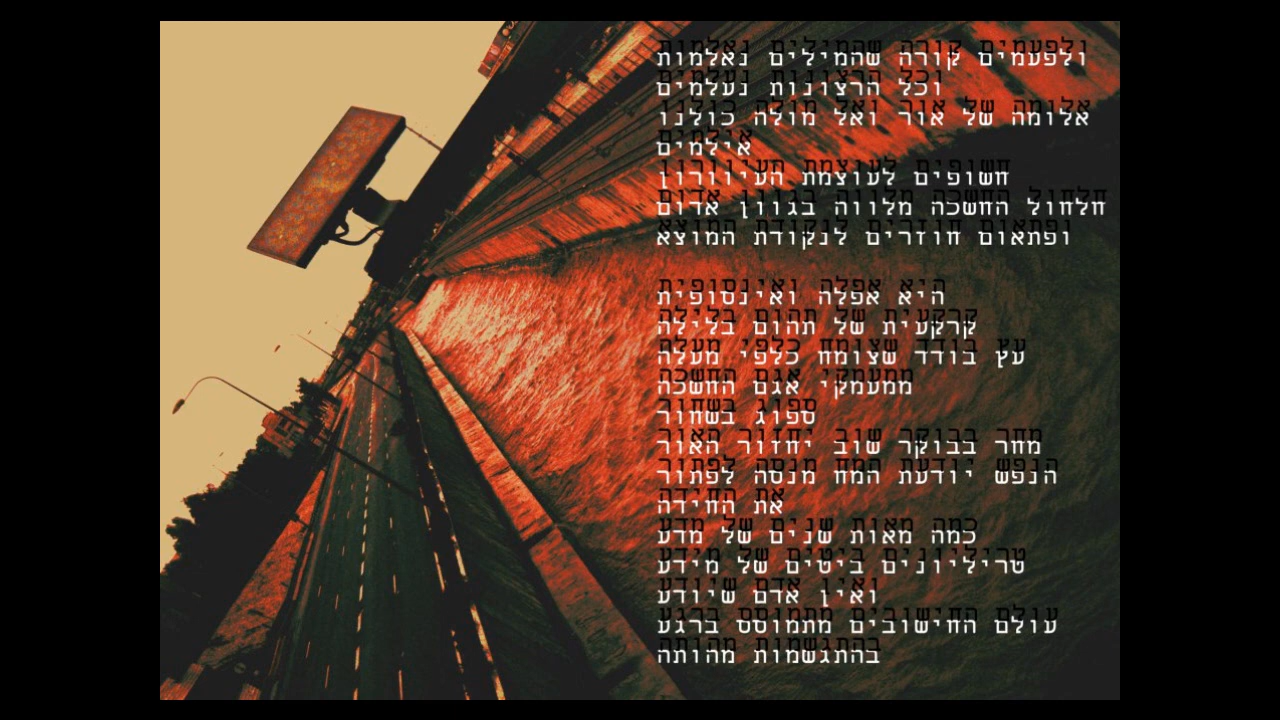 ולפעמים קורה שהמילים נאלמות
וכל הרצונות נעלמים
אלומה של אור ואל מולה כולנו
אילמים
חשופים לעוצמת העיוורון
חלחול החשכה מלווה בגוון אדום
ופתאום חוזרים לנקודת המוצא
היא אפלה ואינסופית
קרקעית של תהום בלילה
עץ בודד שצומח כלפי מעלה
ממעמקי אגם החשכה
ספוג בשחור
מחר בבוקר שוב יחזור האור
הנפש יודעת המח מנסה לפתור
את החידה
כמה מאות שנים של מדע
טריליונים ביטים של מידע
ואין אדם שיודע
עולם החישובים מתמוסס ברגע
בהתגשמות מהותה